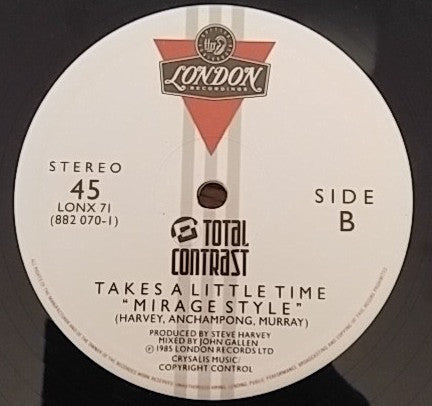 LONDON
RECORDINGS
STEREO
45
LONX 71
(882 070-1)
SIDE
B
TOTAL
CONTRAST
TAKES A LITTLE TIME
"MIRAGE STYLE"
(HARVEY, ANCHAMPONG, MURRAY)
PRODUCED BY STEVE HARVEY
MIXED BY JOHN GALLEN
℗ 1985 LONDON RECORDS LTD
CRYSALIS MUSIC/
COPYRIGHT CONTROL